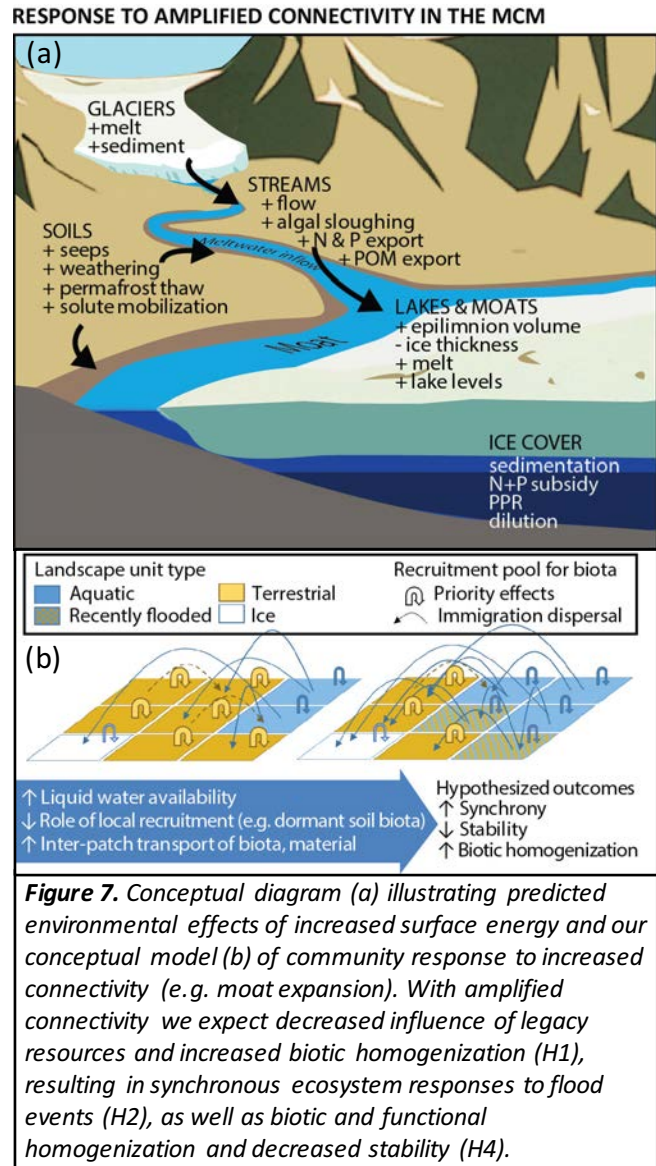 RESPONSE TO AMPLIFIED CONNECTIVITY IN THE MCM
(a)
GLACIERS
+melt
+sediment
STREAMS
+ flow
+ algal sloughing
+ N & P export
+ POM export
SOILS
+ seeps
+ weathering
+ permafrost thaw
+ solute mobilization
Meltwater inflow
LAKES & MOATS
+ epilimnion volume
- ice thickness
+ melt
+ lake levels
Moat
ICE COVER
sedimentation
N+P subsidy
PPR
dilution
Landscape unit type
Aquatic
Terrestrial
Recently flooded
Ice
Recruitment pool for biota
Priority effects
Immigration dispersal
(b)
↑ Liquid water availability
↓ Role of local recruitment (e.g. dormant soil biota)
↑ Inter-patch transport of biota, material
Hypothesized outcomes
↑ Synchrony
↓ Stability
↑ Biotic homogenization
Figure 7. Conceptual diagram (a) illustrating predicted
environmental effects of increased surface energy and our
conceptual model (b) of community response to increased
connectivity (e.g. moat expansion). With amplified
connectivity we expect decreased influence of legacy
resources and increased biotic homogenization (H1),
resulting in synchronous ecosystem responses to flood
events (H2), as well as biotic and functional
homogenization and decreased stability (H4).